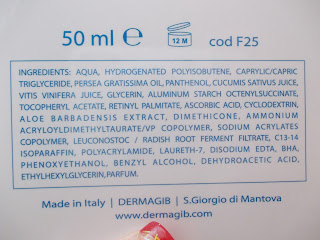 50 ml e 12 M cod F25
INGREDIENTS: AQUA, HYDROGENATED POLYISOBUTENE, CAPRYLIC/CAPRIC
TRIGLYCERIDE, PERSEA GRATISSIMA OIL, PANTHENOL, CUCUMIS SATIVUS JUICE,
VITIS VINIFERA JUICE, GLYCERIN, ALUMINUM STARCH OCTENYLSUCCINATE,
TOCOPHERYL ACETATE, RETINYL PALMITATE, ASCORBIC ACID, CYCLODEXTRIN,
ALOE BARBADENSIS EXTRACT, DIMETHICONE, AMMONIUM
ACRYLOYLDIMETHYLTAURATE/VP COPOLYMER, SODIUM ACRYLATES
COPOLYMER, LEUCONOSTOC / RADISH ROOT FERMENT FILTRATE, C13-14
ISOPARAFFIN, POLYACRYLAMIDE, LAURETH-7, DISODIUM EDTA, BHA,
PHENOXYETHANOL, BENZYL ALCOHOL, DEHYDROACETIC ACID,
ETHYLHEXYLGLYCERIN, PARFUM.
Made in Italy | DERMAGIB | S.Giorgio di Mantova
www.dermagib.com